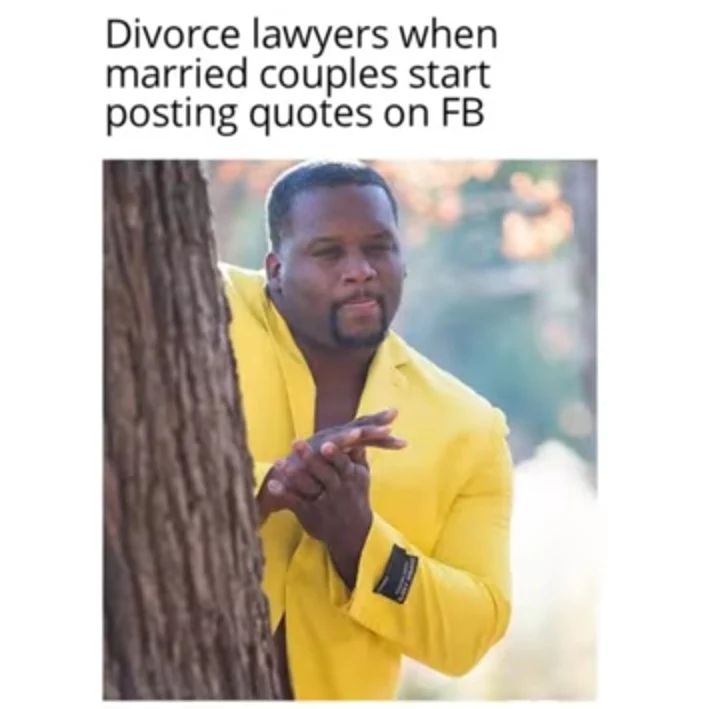 Divorce lawyers when
married couples start
posting quotes on FB